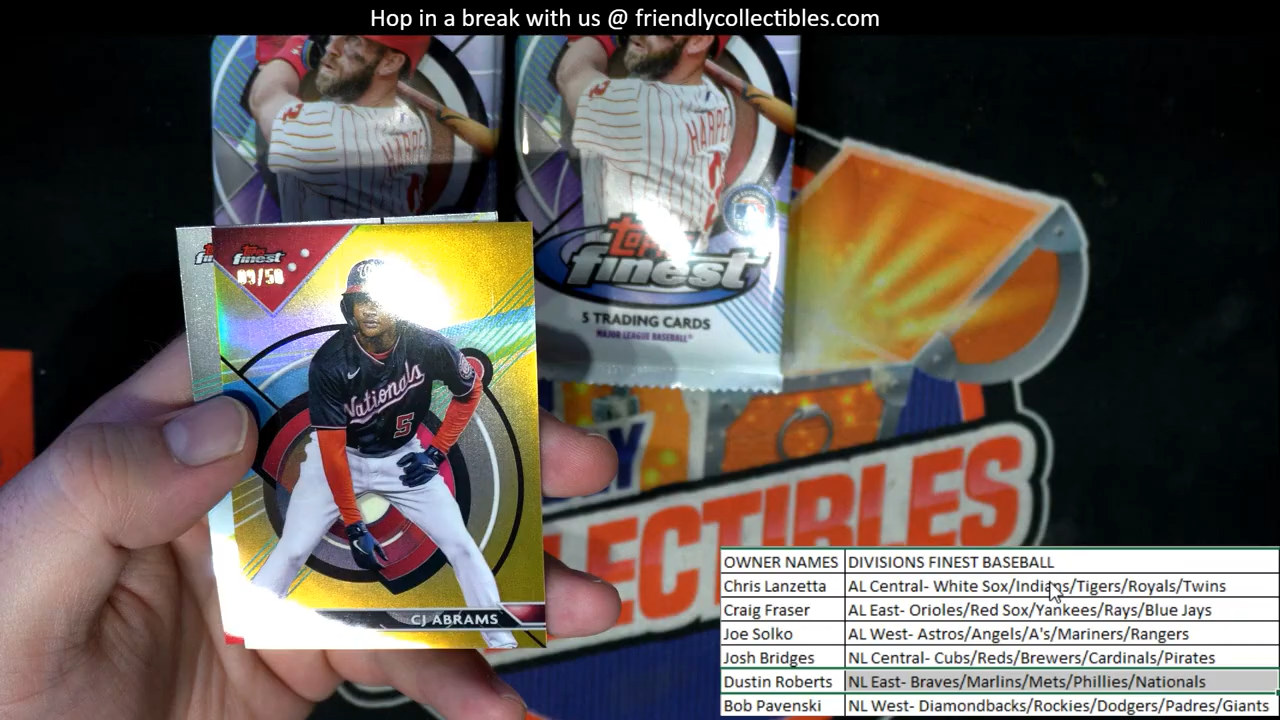 Hop in a break with us @ friendlycollectibles.com
HARPE
HARPE
Topps
finest
5 TRADING CARDS
MAJOR LEAGUE BASEBALL
Topps
finest
09/50
Nationals
5
CJ ABRAMS
LECTIBLES
OWNER NAMES DIVISIONS FINEST BASEBALL
Chris Lanzetta AL Central- White Sox/Indians/Tigers/Royals/Twins
Craig Fraser AL East- Orioles/Red Sox/Yankees/Rays/Blue Jays
Joe Solko AL West- Astros/Angels/A's/Mariners/Rangers
Josh Bridges NL Central- Cubs/Reds/Brewers/Cardinals/Pirates
Dustin Roberts NL East- Braves/Marlins/Mets/Phillies/Nationals
Bob Pavenski NL West- Diamondbacks/Rockies/Dodgers/Padres/Giants